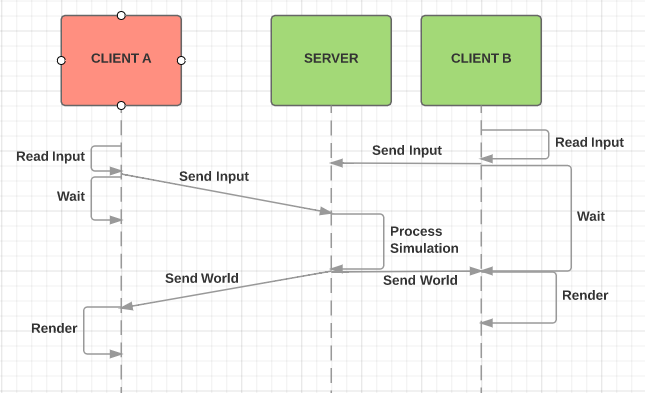 CLIENT A
SERVER
CLIENT B
Read Input
Send Input
Read Input
Send Input
Wait
Wait
Process
Simulation
Send World
Send World
Render
Render